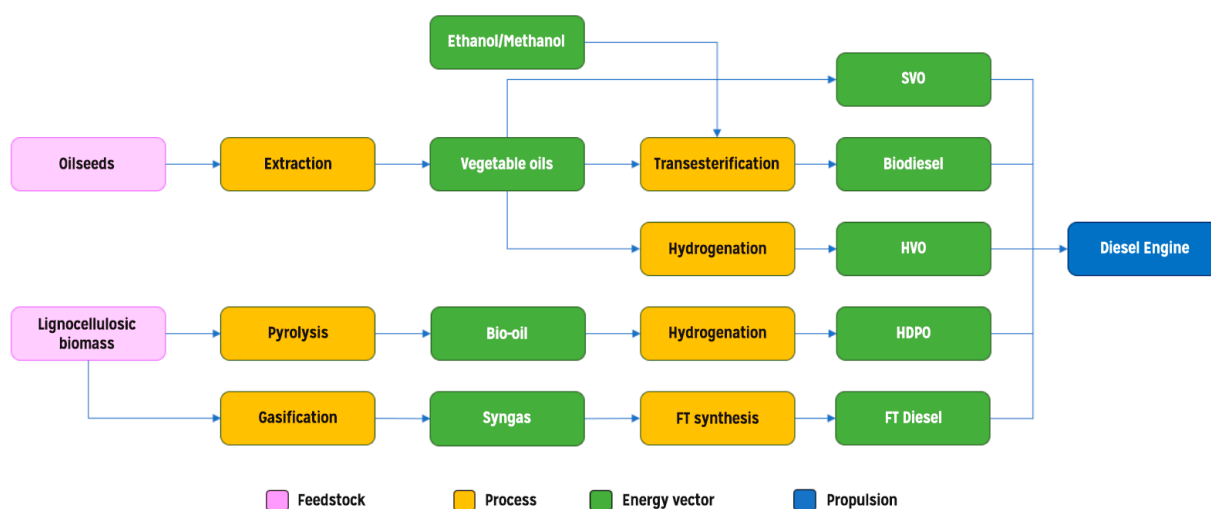 Ethanol/Methanol
SVO
Oilseeds
Extraction
Vegetable oils
Transesterification
Biodiesel
Hydrogenation
HVO
Diesel Engine
Lignocellulosic
biomass
Pyrolysis
Bio-oil
Hydrogenation
HDPO
Gasification
Syngas
FT synthesis
FT Diesel
Feedstock
Process
Energy vector
Propulsion